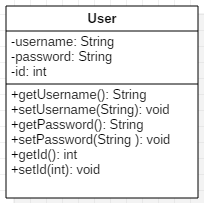 User
-username: String
-password: String
-id: int
+getUsername(): String
+setUsername(String): void
+getPassword(): String
+setPassword(String ): void
+getId(): int
+setId(int): void